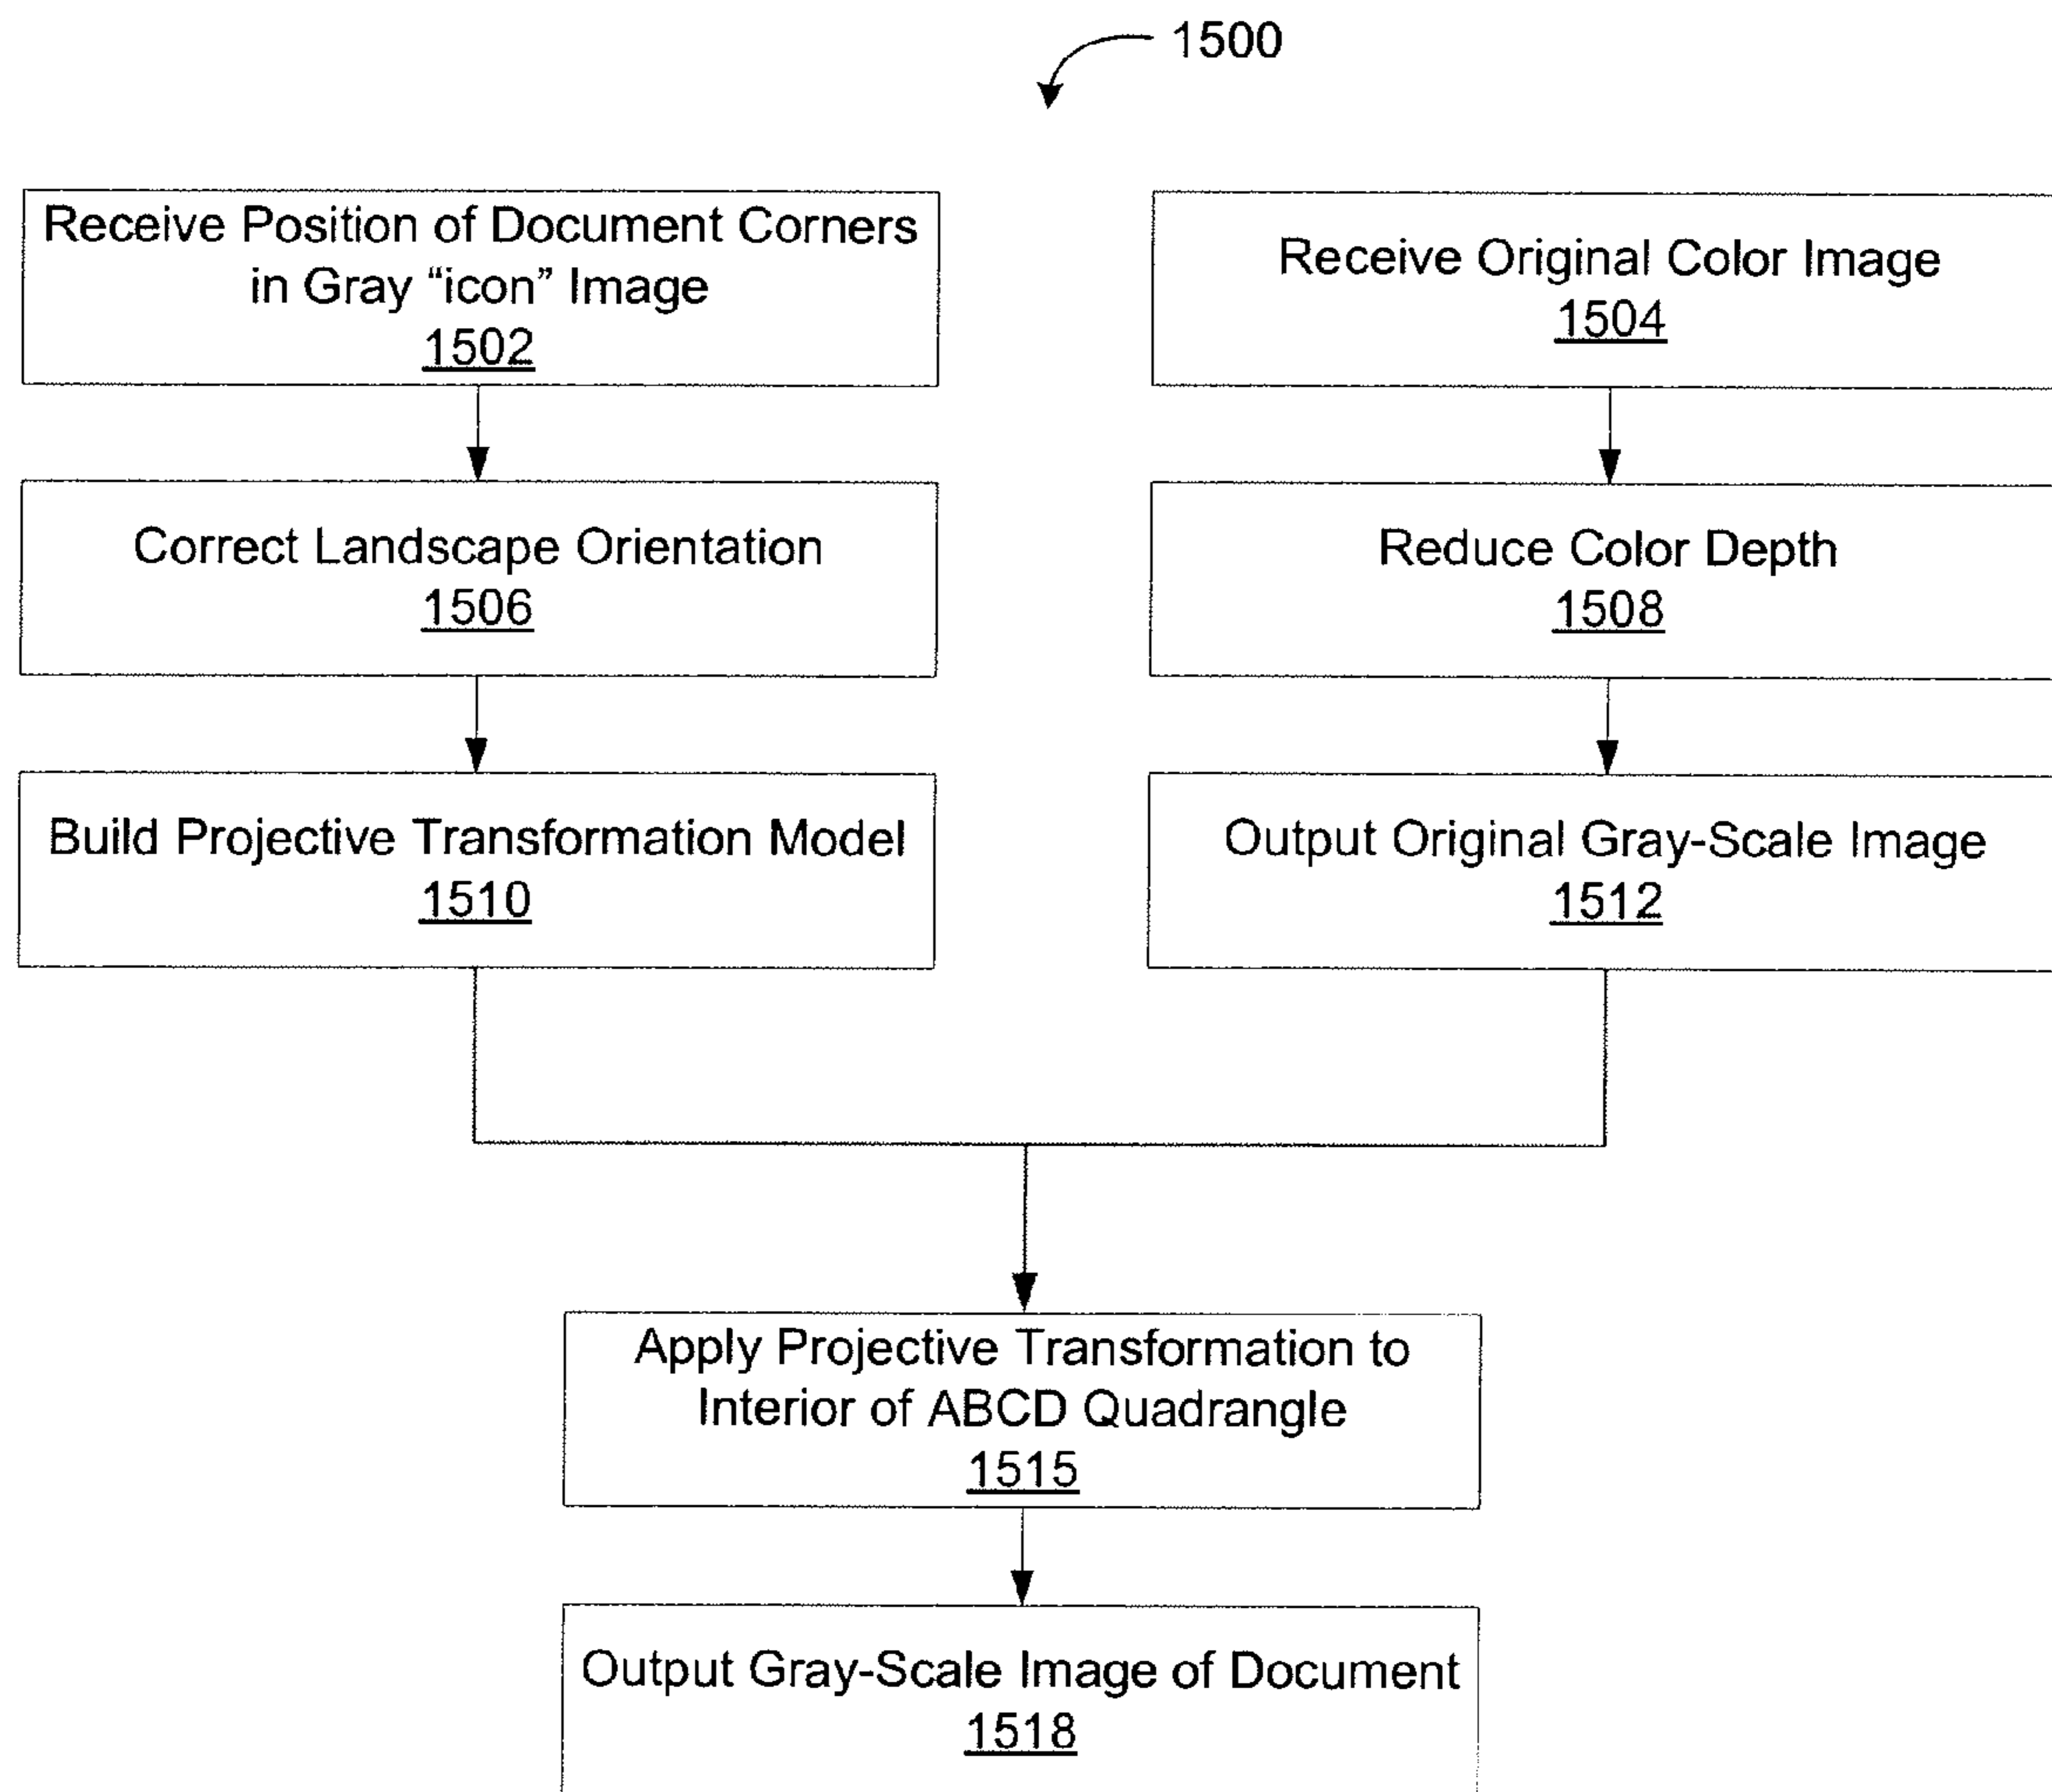 1500
Receive Position of Document Corners
in Gray “icon” Image
1502
Receive Original Color Image
1504
Correct Landscape Orientation
1506
Reduce Color Depth
1508
Build Projective Transformation Model
1510
Output Original Gray-Scale Image
1512
Apply Projective Transformation to
Interior of ABCD Quadrangle
1515
Output Gray-Scale Image of Document
1518